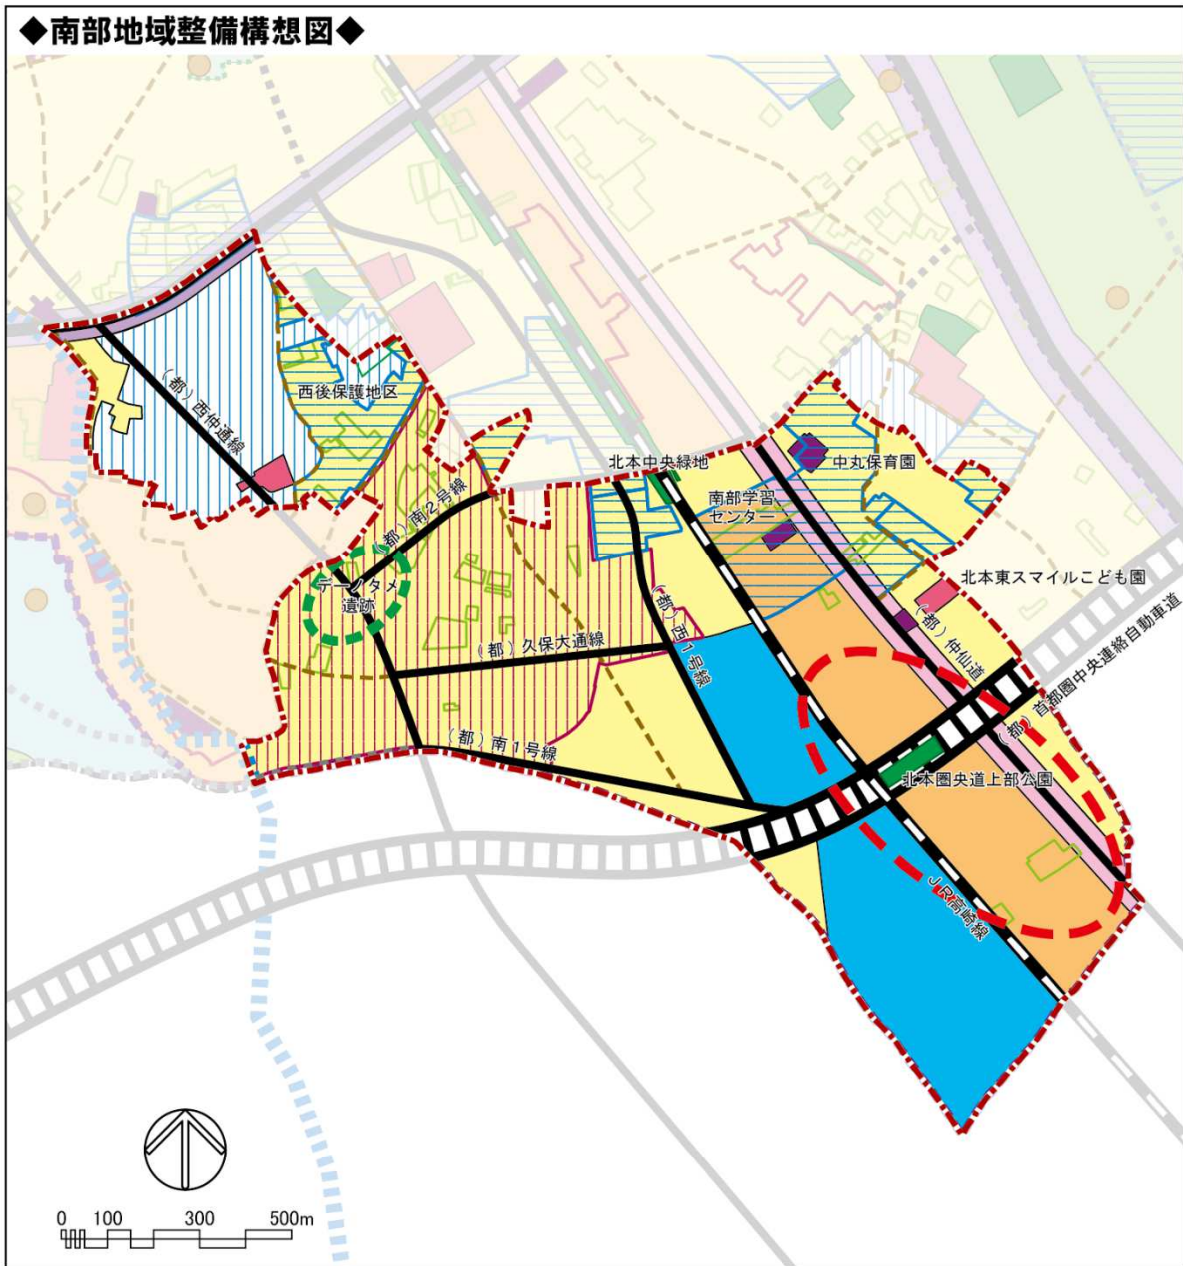 ◆南部地域整備構想図◆
(都)西仲通線
西後保護地区
北本中央緑地
中丸保育園
南部学習
センター
(都)南2号線
デーノタメ
遺跡
北本東スマイルこども園
(都)西1号線
(都)仲仙道
(都)久保大通線
(都)首都圏中央連絡自動車道
(都)南1号線
北本圏央道上部公園
JR高崎線
0 100 300 500m